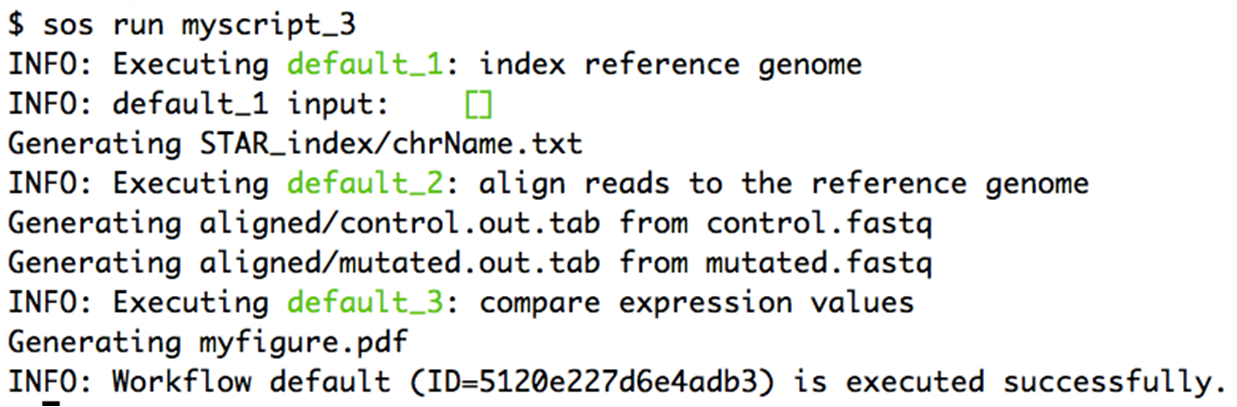 $ sos run myscript_3
INFO: Executing default_1: index reference genome
INFO: default_1 input:    []
Generating STAR_index/chrName.txt
INFO: Executing default_2: align reads to the reference genome
Generating aligned/control.out.tab from control.fastq
Generating aligned/mutated.out.tab from mutated.fastq
INFO: Executing default_3: compare expression values
Generating myfigure.pdf
INFO: Workflow default (ID=5120e227d6e4adb3) is executed successfully.